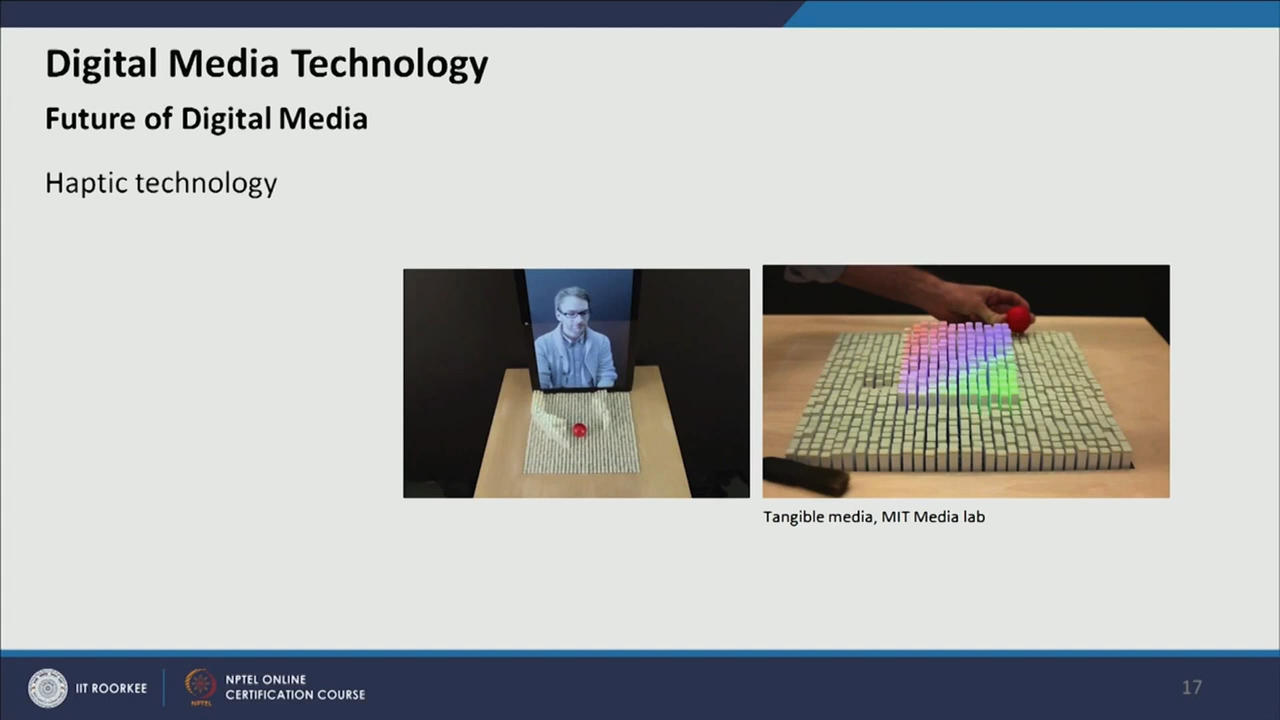 Digital Media Technology
Future of Digital Media
Haptic technology
Tangible media, MIT Media lab
IIT ROORKEE
NPTEL
NPTEL ONLINE
CERTIFICATION COURSE
17